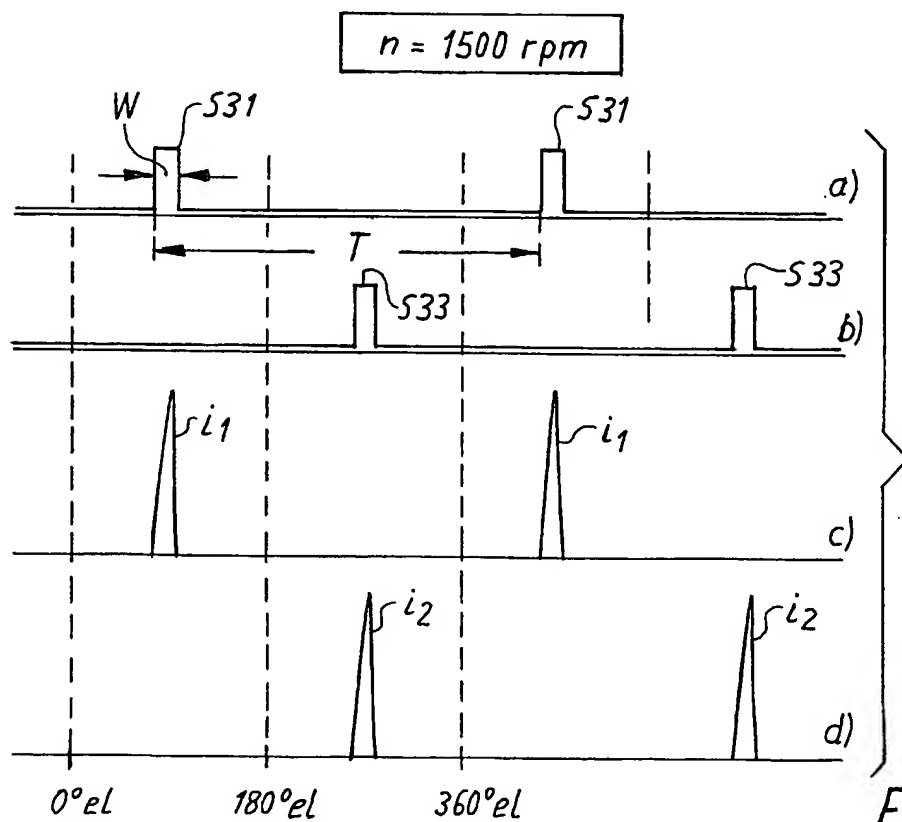 n = 1500 rpm
W
S31
S31
a)
T
S33
S33
b)
i1
i1
c)
i2
i2
d)
0°el
180°el
360°el
F